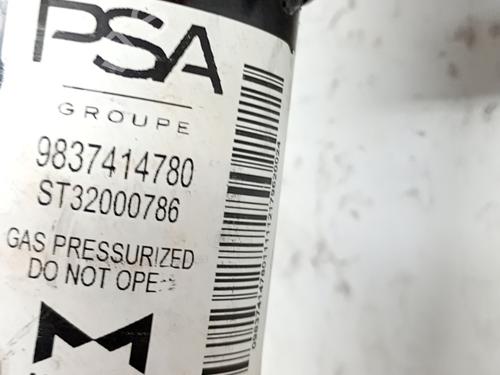 PSA
GROUPE
9837414780
ST32000786
GAS PRESSURIZED
DO NOT OPE